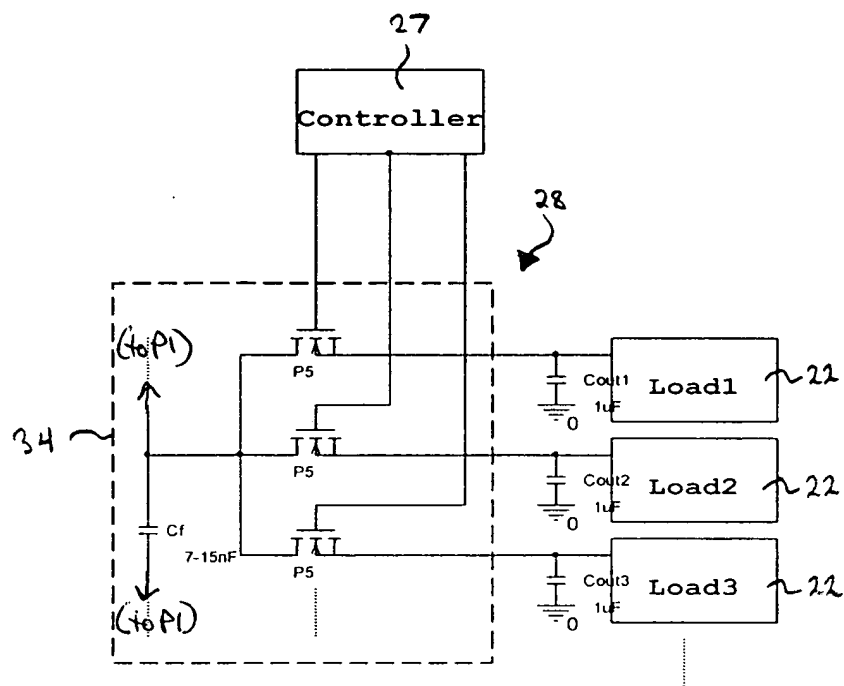 27
Controller
28
(to P1)
P5
Cout1
1uF
0
Load1
22
34
P5
Cout2
1uF
0
Load2
22
Cf
7-15nF
P5
Cout3
1uF
0
Load3
22
(to P1)